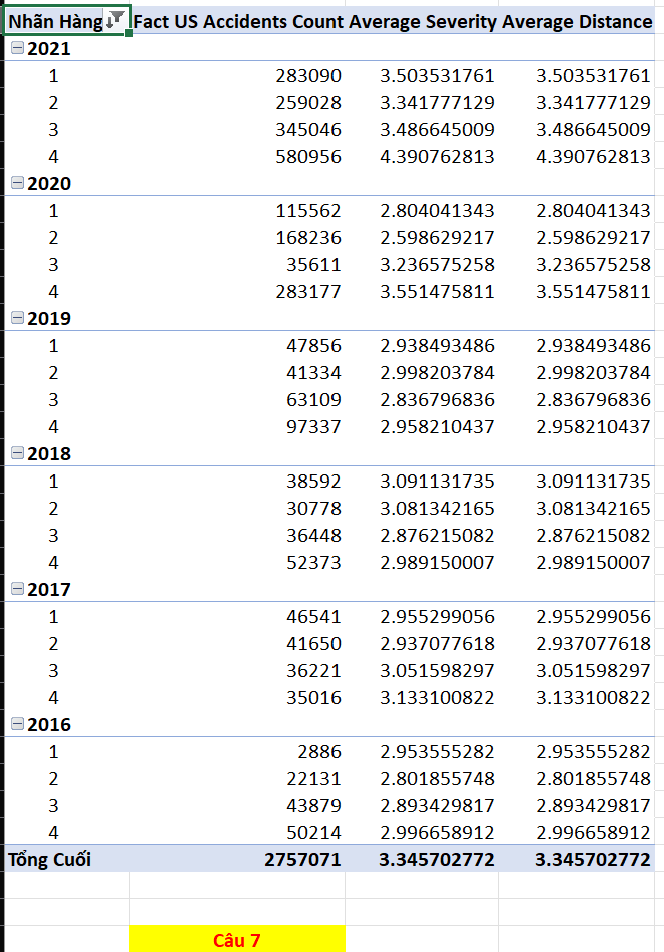 Nhãn Hàng Fact US Accidents Count Average Severity Average Distance
2021
1 283090 3.503531761 3.503531761
2 259028 3.341777129 3.341777129
3 345046 3.486645009 3.486645009
4 580956 4.390762813 4.390762813
2020
1 115562 2.804041343 2.804041343
2 168236 2.598629217 2.598629217
3 35611 3.236575258 3.236575258
4 283177 3.551475811 3.551475811
2019
1 47856 2.938493486 2.938493486
2 41334 2.998203784 2.998203784
3 63109 2.836796836 2.836796836
4 97337 2.958210437 2.958210437
2018
1 38592 3.091131735 3.091131735
2 30778 3.081342165 3.081342165
3 36448 2.876215082 2.876215082
4 52373 2.989150007 2.989150007
2017
1 46541 2.955299056 2.955299056
2 41650 2.937077618 2.937077618
3 36221 3.051598297 3.051598297
4 35016 3.133100822 3.133100822
2016
1 2886 2.953555282 2.953555282
2 22131 2.801855748 2.801855748
3 43879 2.893429817 2.893429817
4 50214 2.996658912 2.996658912
Tổng Cuối 2757071 3.345702772 3.345702772
Câu 7